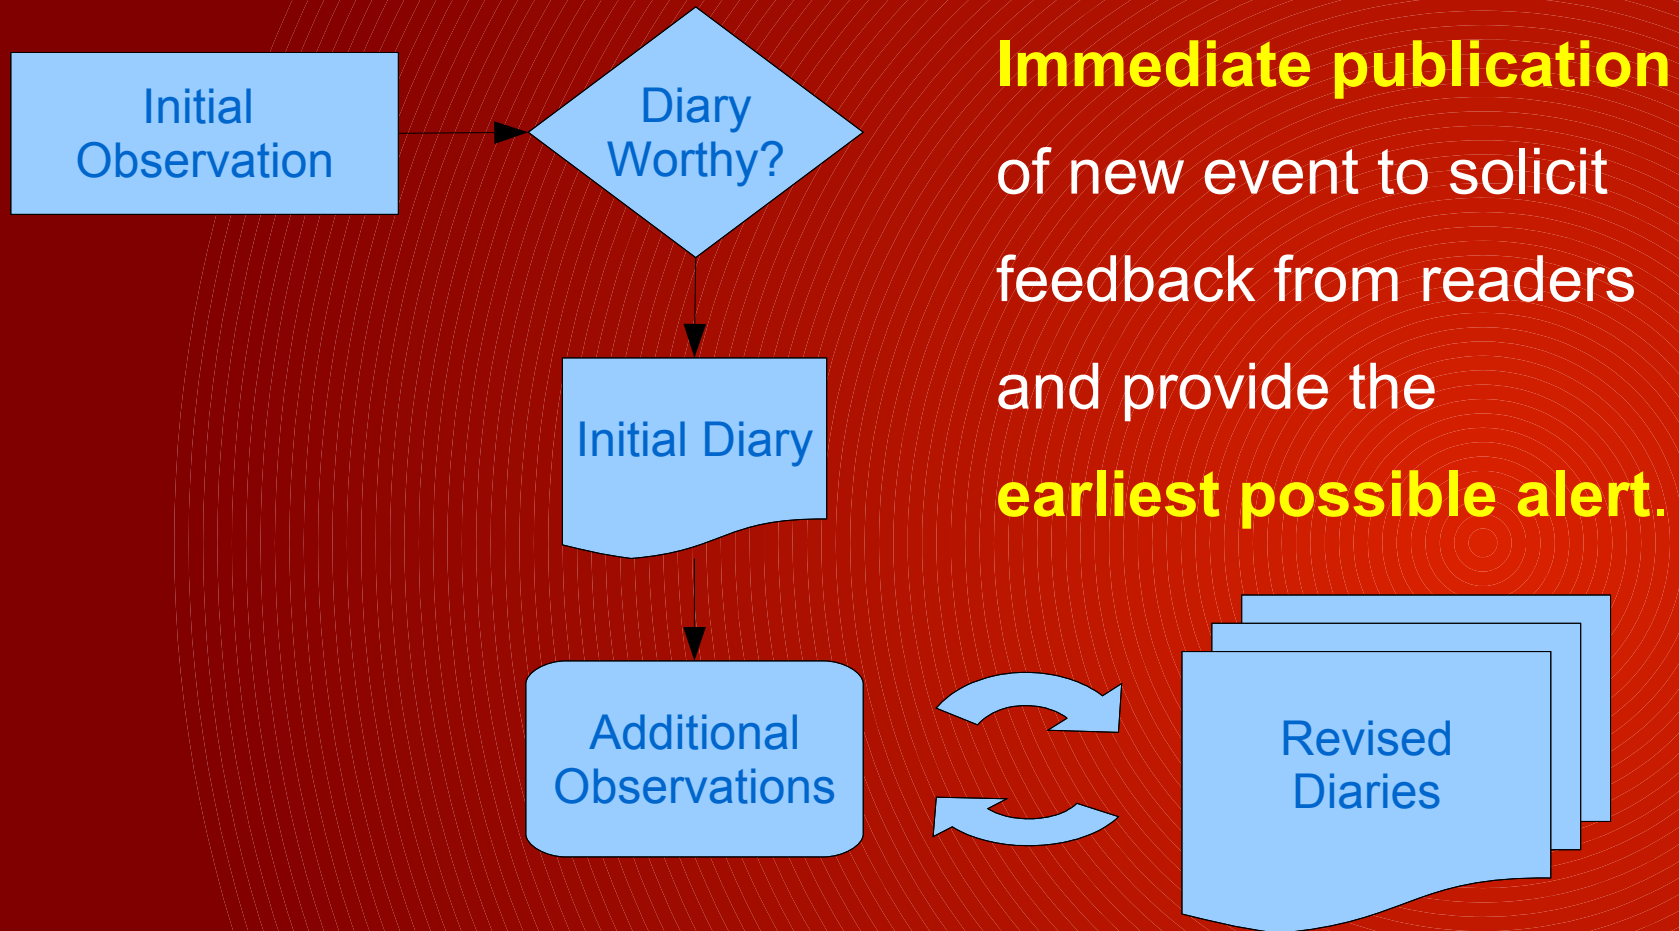 Initial
Observation
Diary
Worthy?
Initial Diary
Additional
Observations
Revised
Diaries
Immediate publication
of new event to solicit
feedback from readers
and provide the
earliest possible alert.